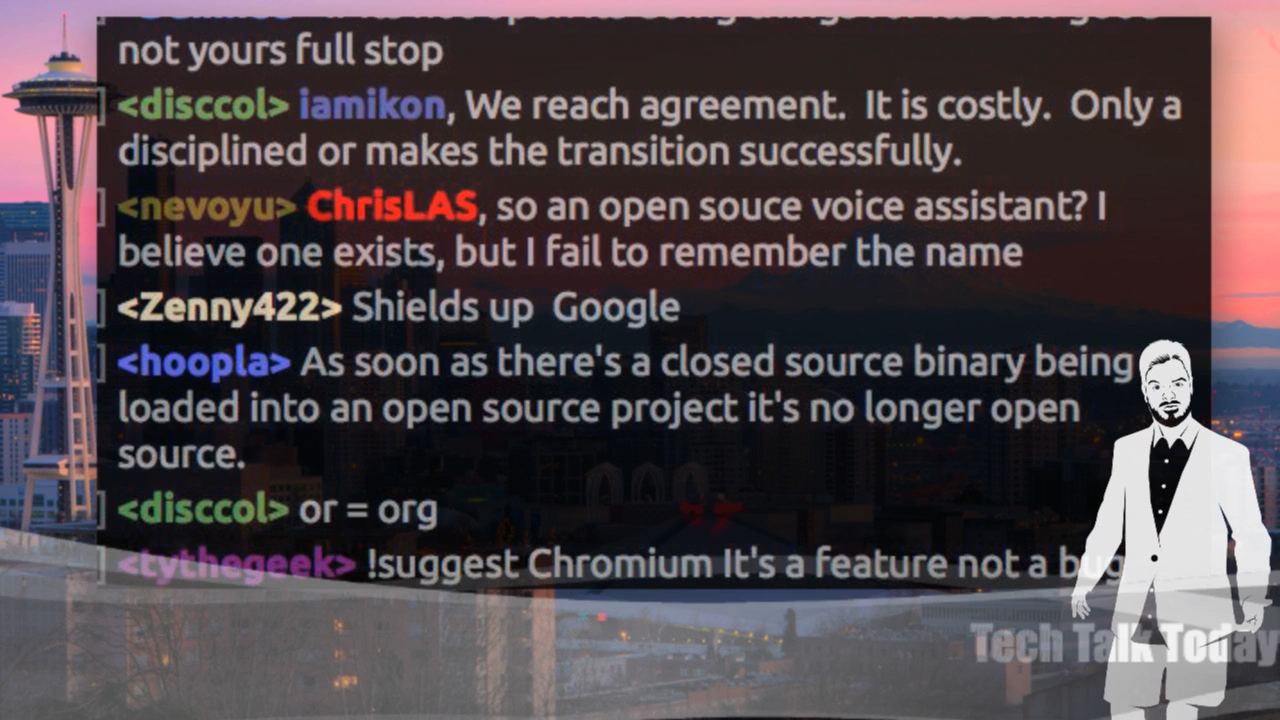 not yours full stop
<disccol> iamikon, We reach agreement.  It is costly.  Only a
disciplined or makes the transition successfully.
<nevoyu> ChrisLAS, so an open souce voice assistant? I
believe one exists, but I fail to remember the name
<Zenny422> Shields up  Google
<hoopla> As soon as there's a closed source binary being
loaded into an open source project it's no longer open
source.
<disccol> or = org
<tythegeek> !suggest Chromium It's a feature not a bug
Tech Talk Today